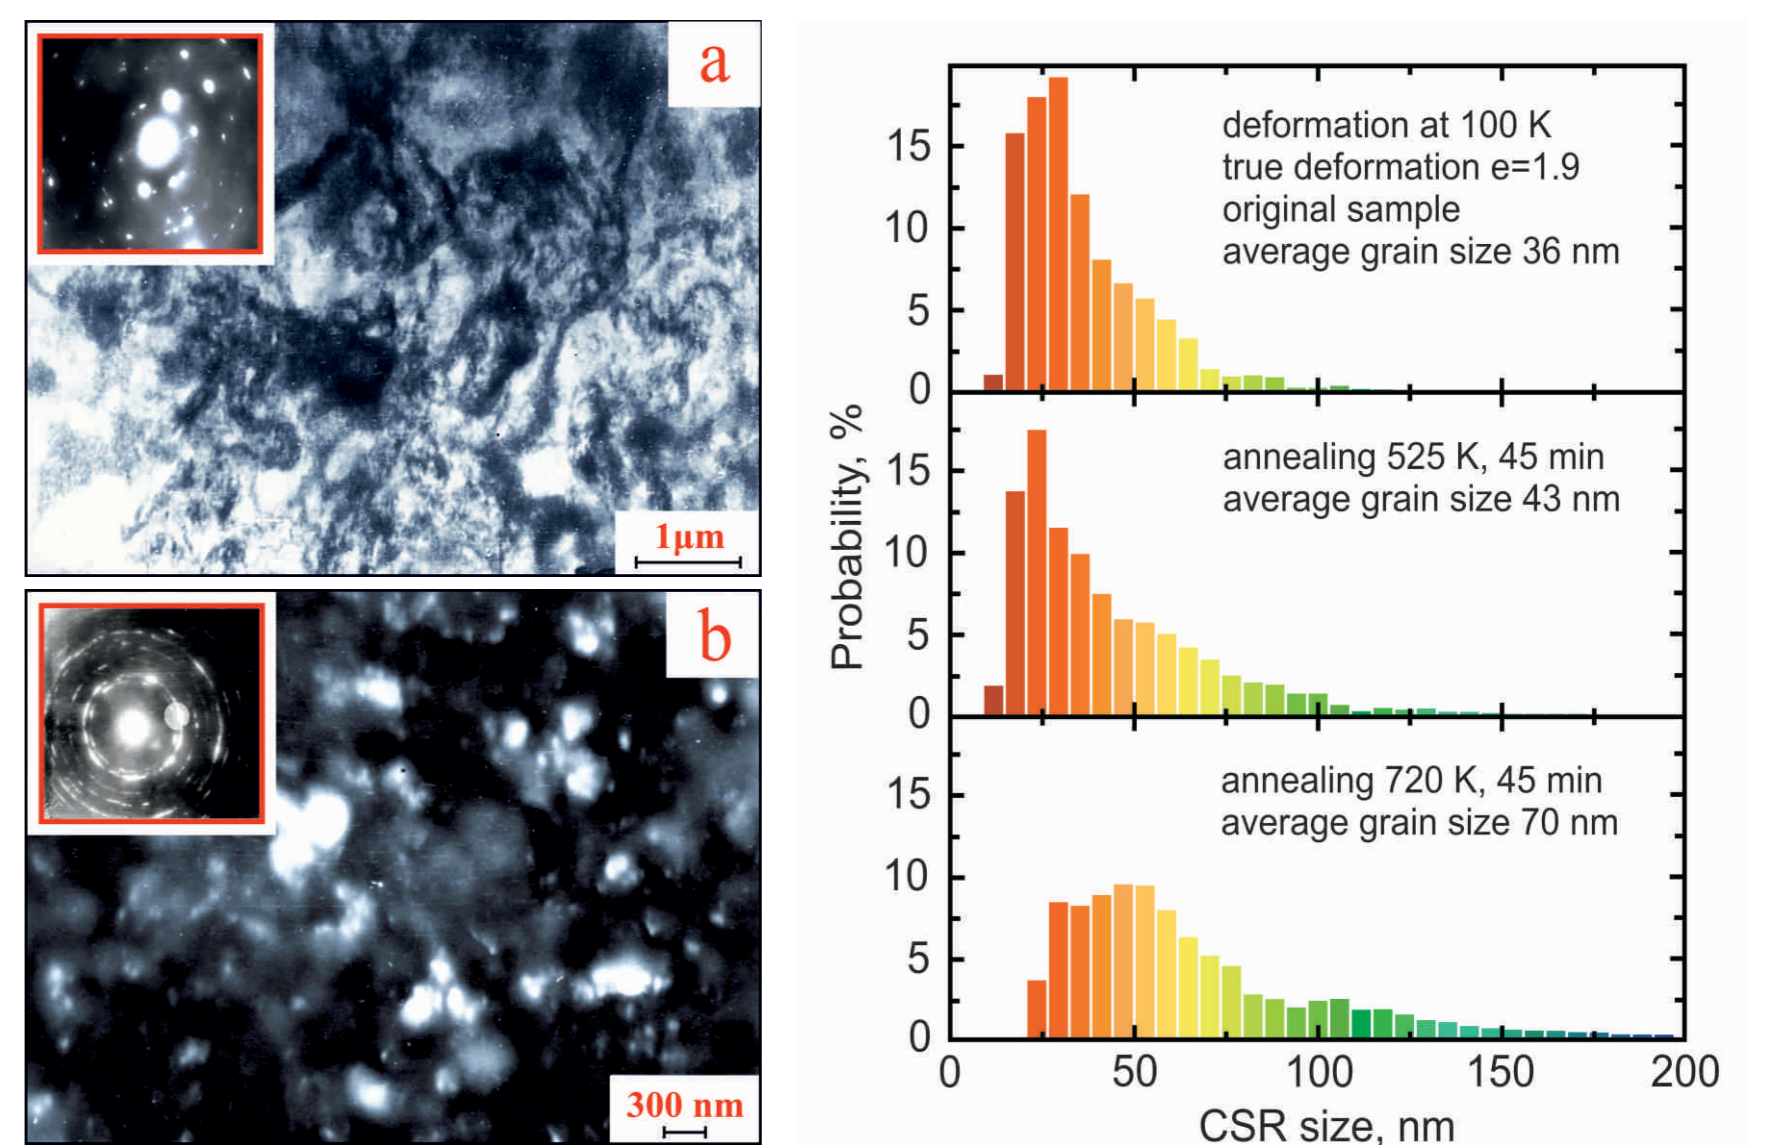 a
1µm
b
300 nm
Probability, %
15
10
5
0
deformation at 100 K
true deformation e=1.9
original sample
average grain size 36 nm
15
10
5
0
annealing 525 K, 45 min
average grain size 43 nm
15
10
5
0
annealing 720 K, 45 min
average grain size 70 nm
0 50 100 150 200
CSR size, nm